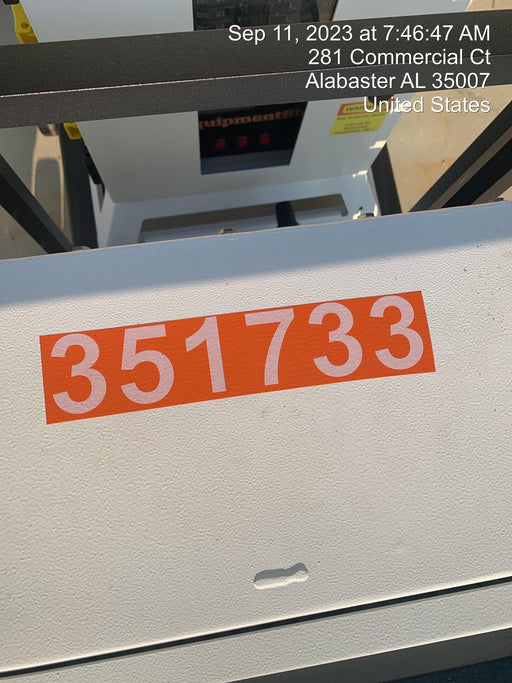 Sep 11, 2023 at 7:46:47 AM
281 Commercial Ct
Alabaster AL 35007
United States
351733